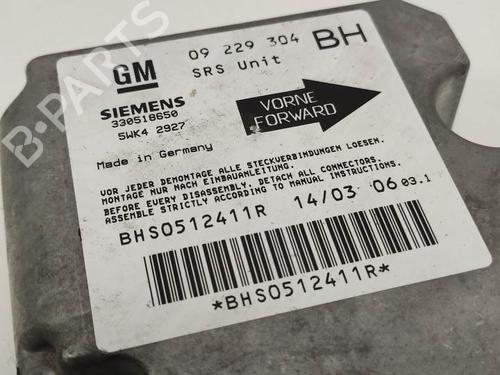 B-PARTS
GM
09 229 304 BH
SRS Unit
SIEMENS
330518650
5WK4 2927
VORNE
FORWARD
Made in Germany
VOR JEDER DEMONTAGE ALLE STECKVERBINDUNGEN LOESEN.
MONTAGE NUR NACH EINBAUANLEITUNG.
BEFORE EVERY DISASSEMBLY, DETACH ALL CONNECTORS.
ASSEMBLE STRICTLY ACCORDING TO MANUAL INSTRUCTIONS.
BHS0512411R 14/03 06 03.1
*BHS0512411R*